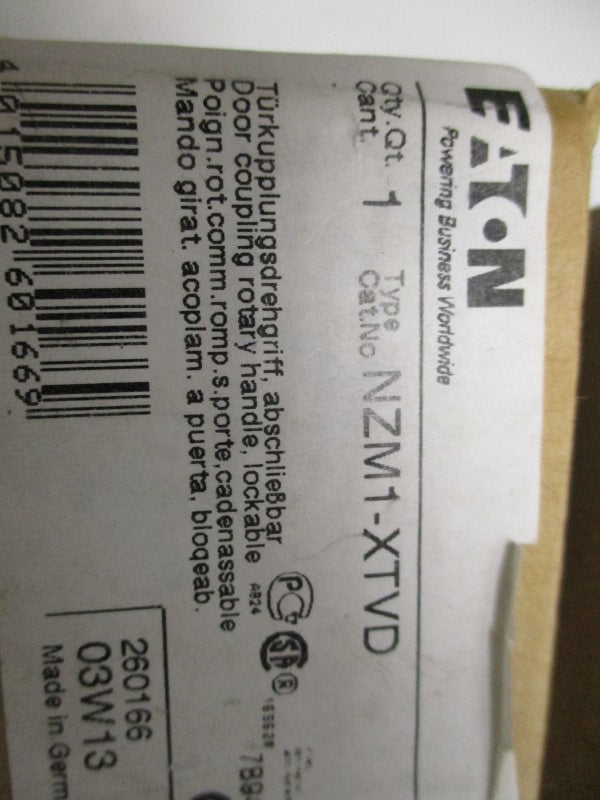 EATON
Powering Business Worldwide
Qty.Qt. 1 Type NZM1-XTVD
Cant. Cat.No
Türkupplungsdrehgriff, abschließbar
Door coupling rotary handle, lockable
Poign.rot.comm.romp.s.porte,cadenassable
Mando girat. acoplam. a puerta, bloqeab.
4 015082 601669
260166
03W13
Made in Germ